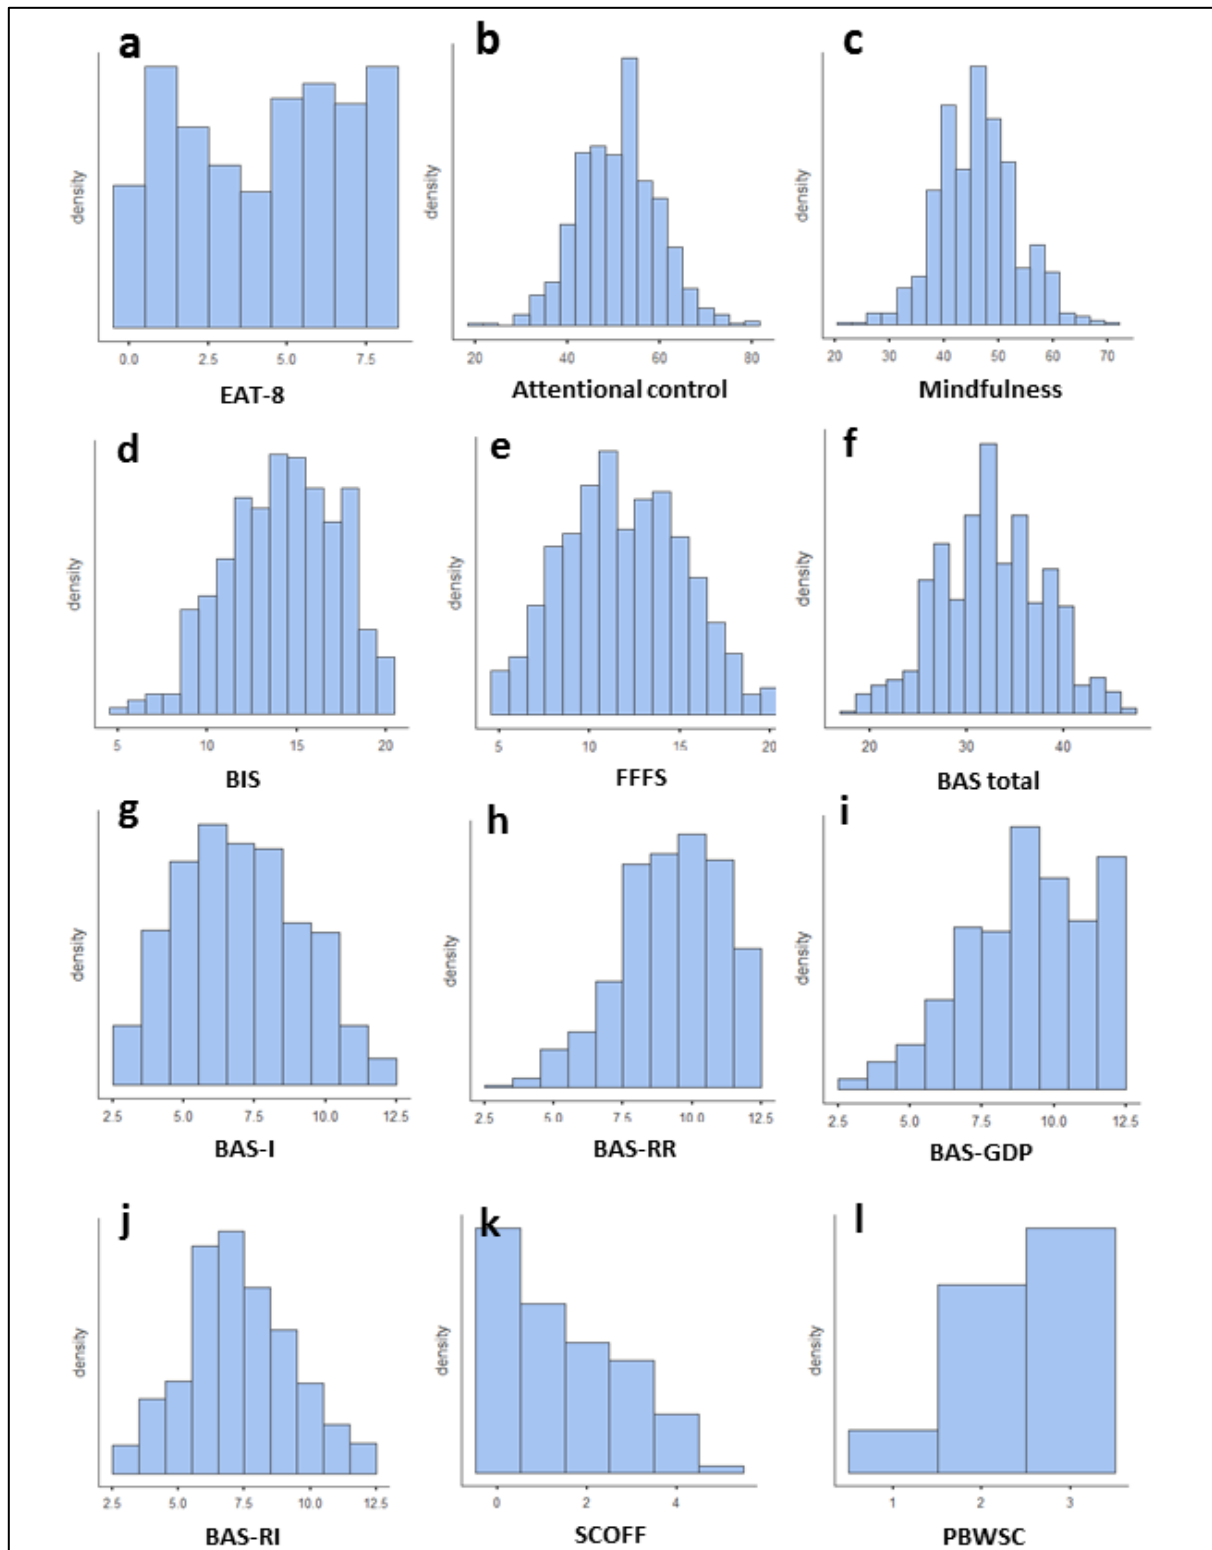 a
b
c
density
density
density
0.0 2.5 5.0 7.5
20 40 60 80
20 30 40 50 60 70
EAT-8
Attentional control
Mindfulness
d
e
f
density
density
density
5 10 15 20
5 10 15 20
20 30 40
BIS
FFFS
BAS total
g
h
i
density
density
density
2.5 5.0 7.5 10.0 12.5
2.5 5.0 7.5 10.0 12.5
2.5 5.0 7.5 10.0 12.5
BAS-I
BAS-RR
BAS-GDP
j
k
l
density
density
density
2.5 5.0 7.5 10.0 12.5
0 2 4
1 2 3
BAS-RI
SCOFF
PBWSC